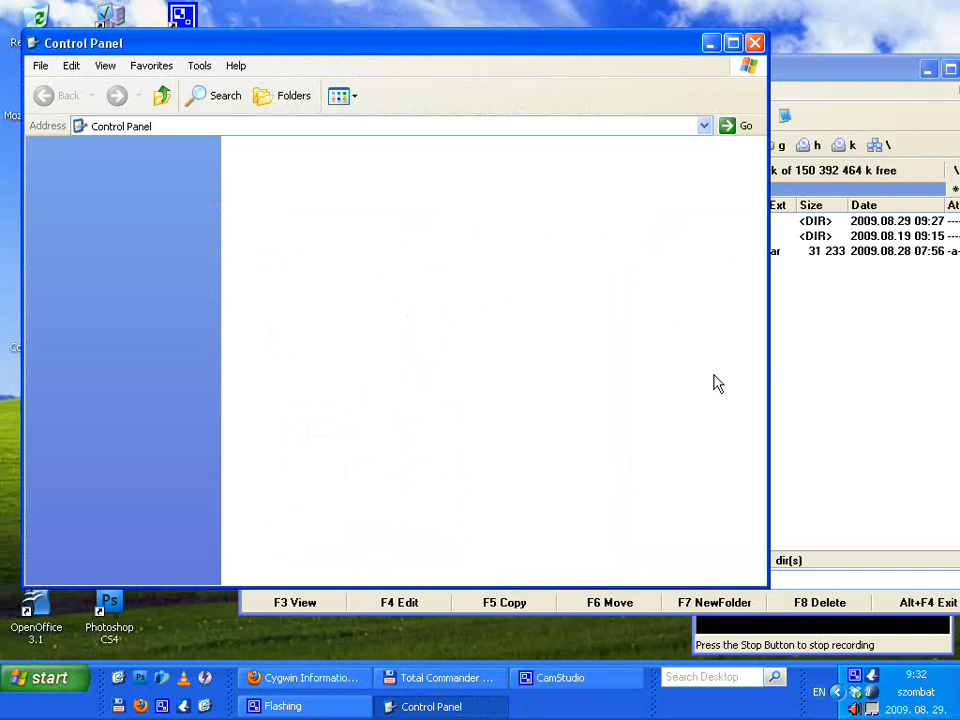 Control Panel
File Edit View Favorites Tools Help
Back Search Folders
Address Control Panel Go
g h k \
k of 150 392 464 k free
Ext Size Date
<DIR> 2009.08.29 09:27
<DIR> 2009.08.19 09:15
31 233 2009.08.28 07:56 -a-
dir(s)
F3 View F4 Edit F5 Copy F6 Move F7 NewFolder F8 Delete Alt+F4 Exit
OpenOffice 3.1
Photoshop CS4
Press the Stop Button to stop recording
start
Cygwin Informatio... Total Commander ... CamStudio
Search Desktop
Flashing Control Panel
EN
9:32
szombat
2009. 08. 29.